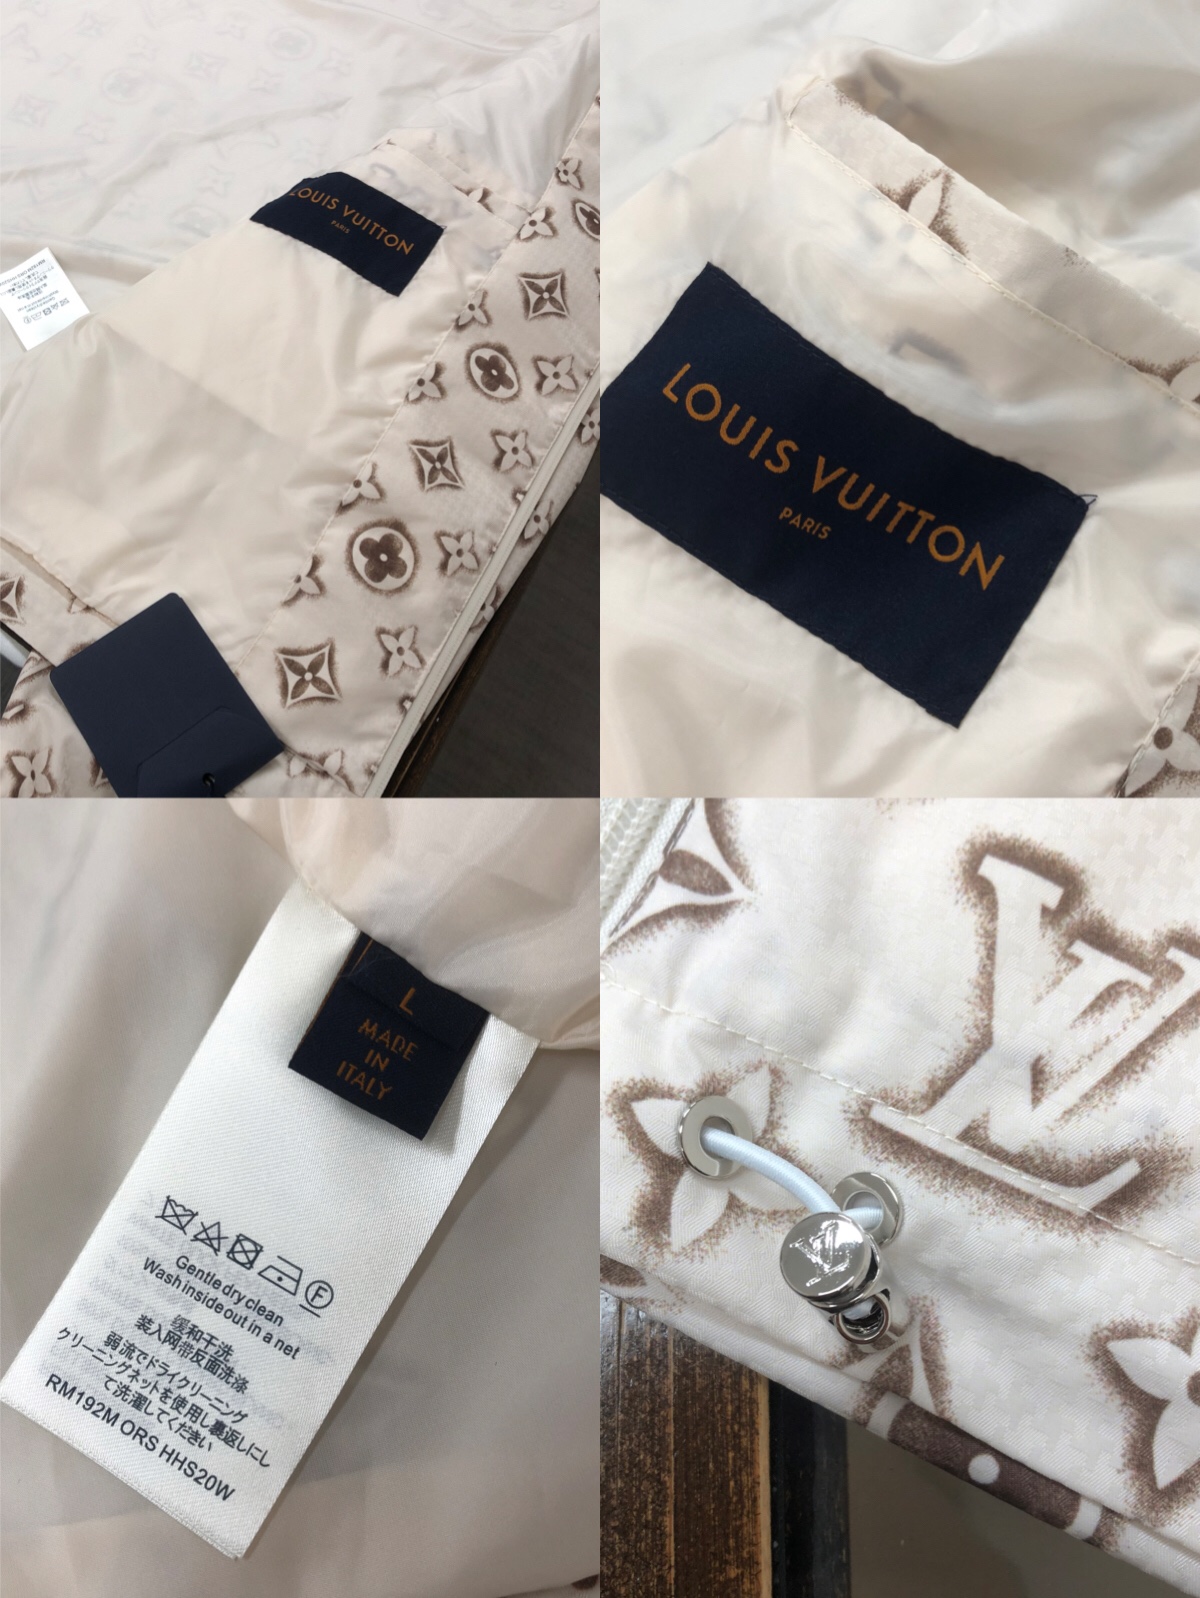 LOUIS VUITTON
PARIS
LOUIS VUITTON
PARIS
L
MADE
IN
ITALY
F
Gentle dry clean
Wash inside out in a net
缓和干洗
装入网带反面洗涤
弱流でドライクリーニング
クリーニングネットを使用し裏返しにし
て洗濯してください
RM192M ORS HHS20W
LV
LV